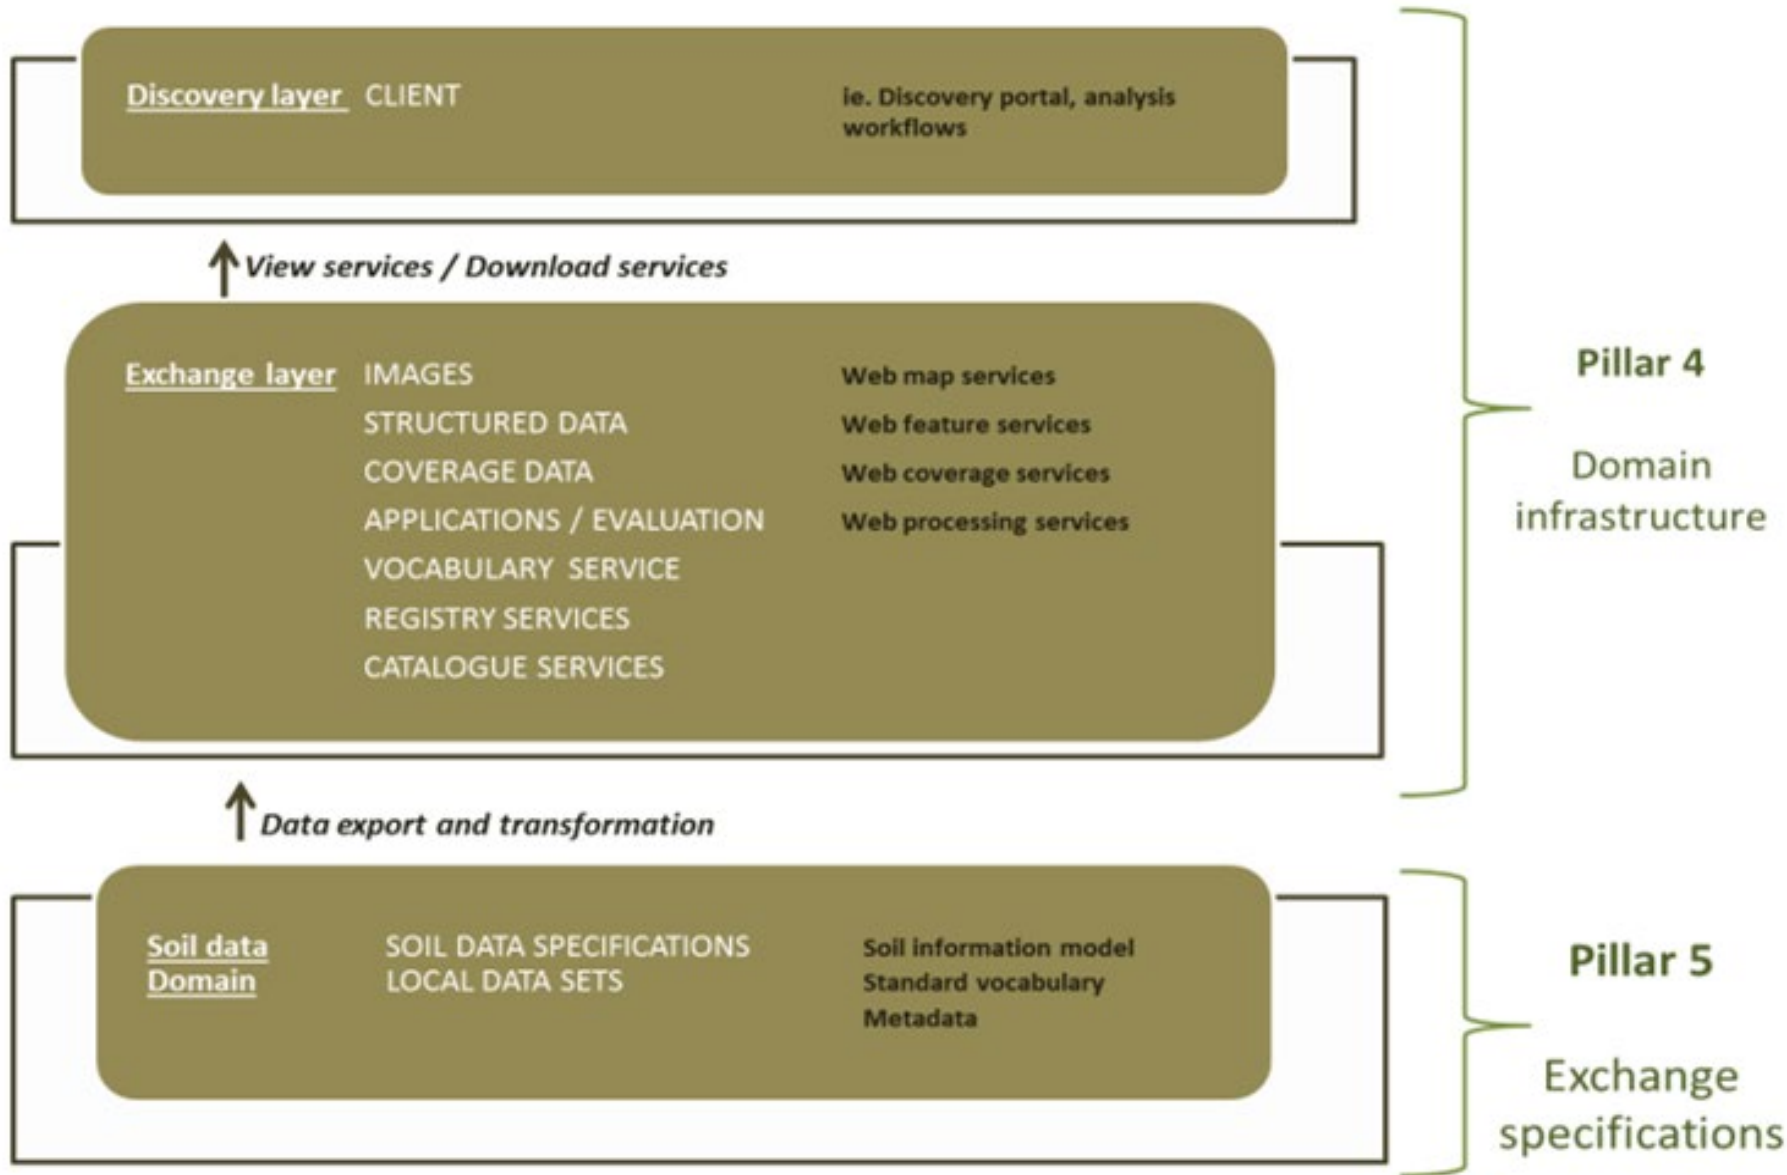 Discovery layer CLIENT ie. Discovery portal, analysis
workflows
View services / Download services
Exchange layer IMAGES Web map services
STRUCTURED DATA Web feature services
COVERAGE DATA Web coverage services
APPLICATIONS / EVALUATION Web processing services
VOCABULARY SERVICE
REGISTRY SERVICES
CATALOGUE SERVICES
Pillar 4
Domain
infrastructure
Data export and transformation
Soil data SOIL DATA SPECIFICATIONS Soil information model
Domain LOCAL DATA SETS Standard vocabulary
Metadata
Pillar 5
Exchange
specifications